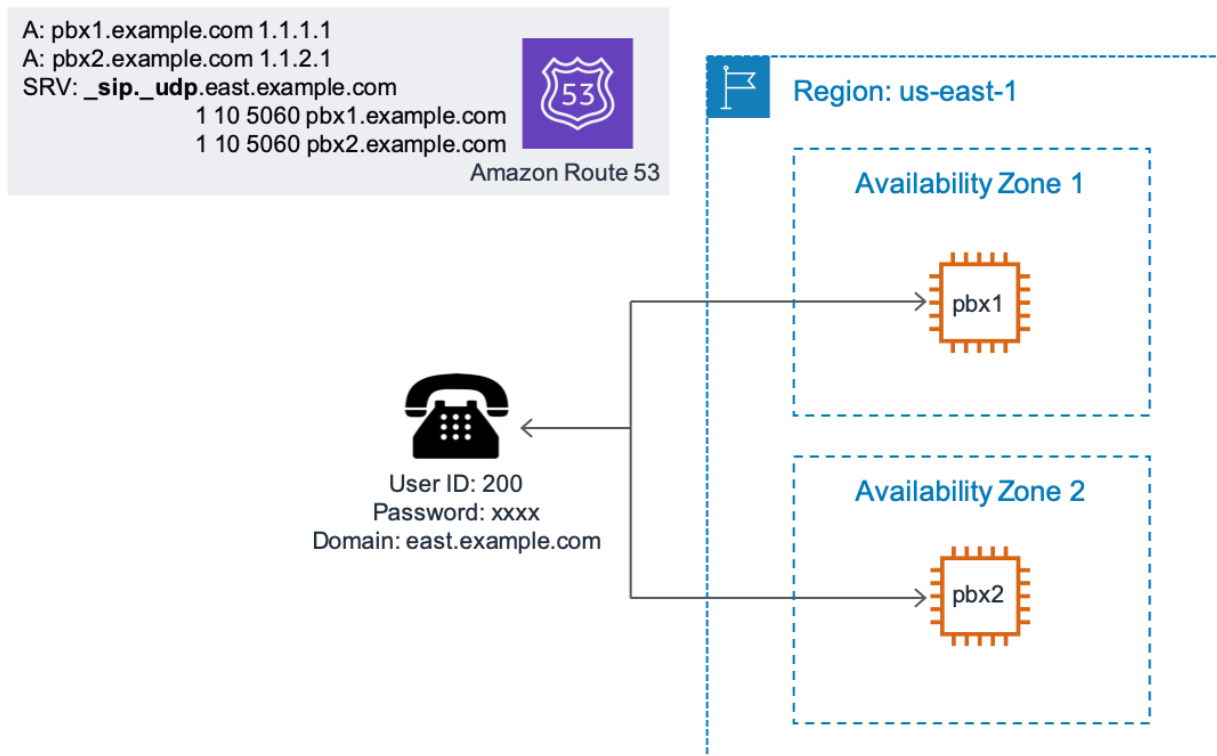 A: pbx1.example.com 1.1.1.1
A: pbx2.example.com 1.1.2.1
SRV: _sip._udp.east.example.com
1 10 5060 pbx1.example.com
1 10 5060 pbx2.example.com
53
Amazon Route 53
Region: us-east-1
Availability Zone 1
pbx1
User ID: 200
Password: xxxx
Domain: east.example.com
Availability Zone 2
pbx2